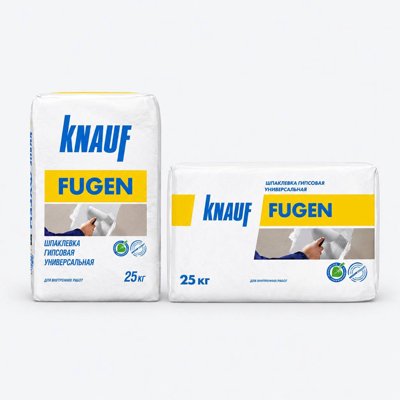 KNAUF
FUGEN
ШПАКЛЕВКА
ГИПСОВАЯ
УНИВЕРСАЛЬНАЯ
25 КГ
ДЛЯ ВНУТРЕННИХ РАБОТ
ШПАКЛЕВКА ГИПСОВАЯ
УНИВЕРСАЛЬНАЯ
KNAUF
FUGEN
25 КГ
ДЛЯ ВНУТРЕННИХ РАБОТ